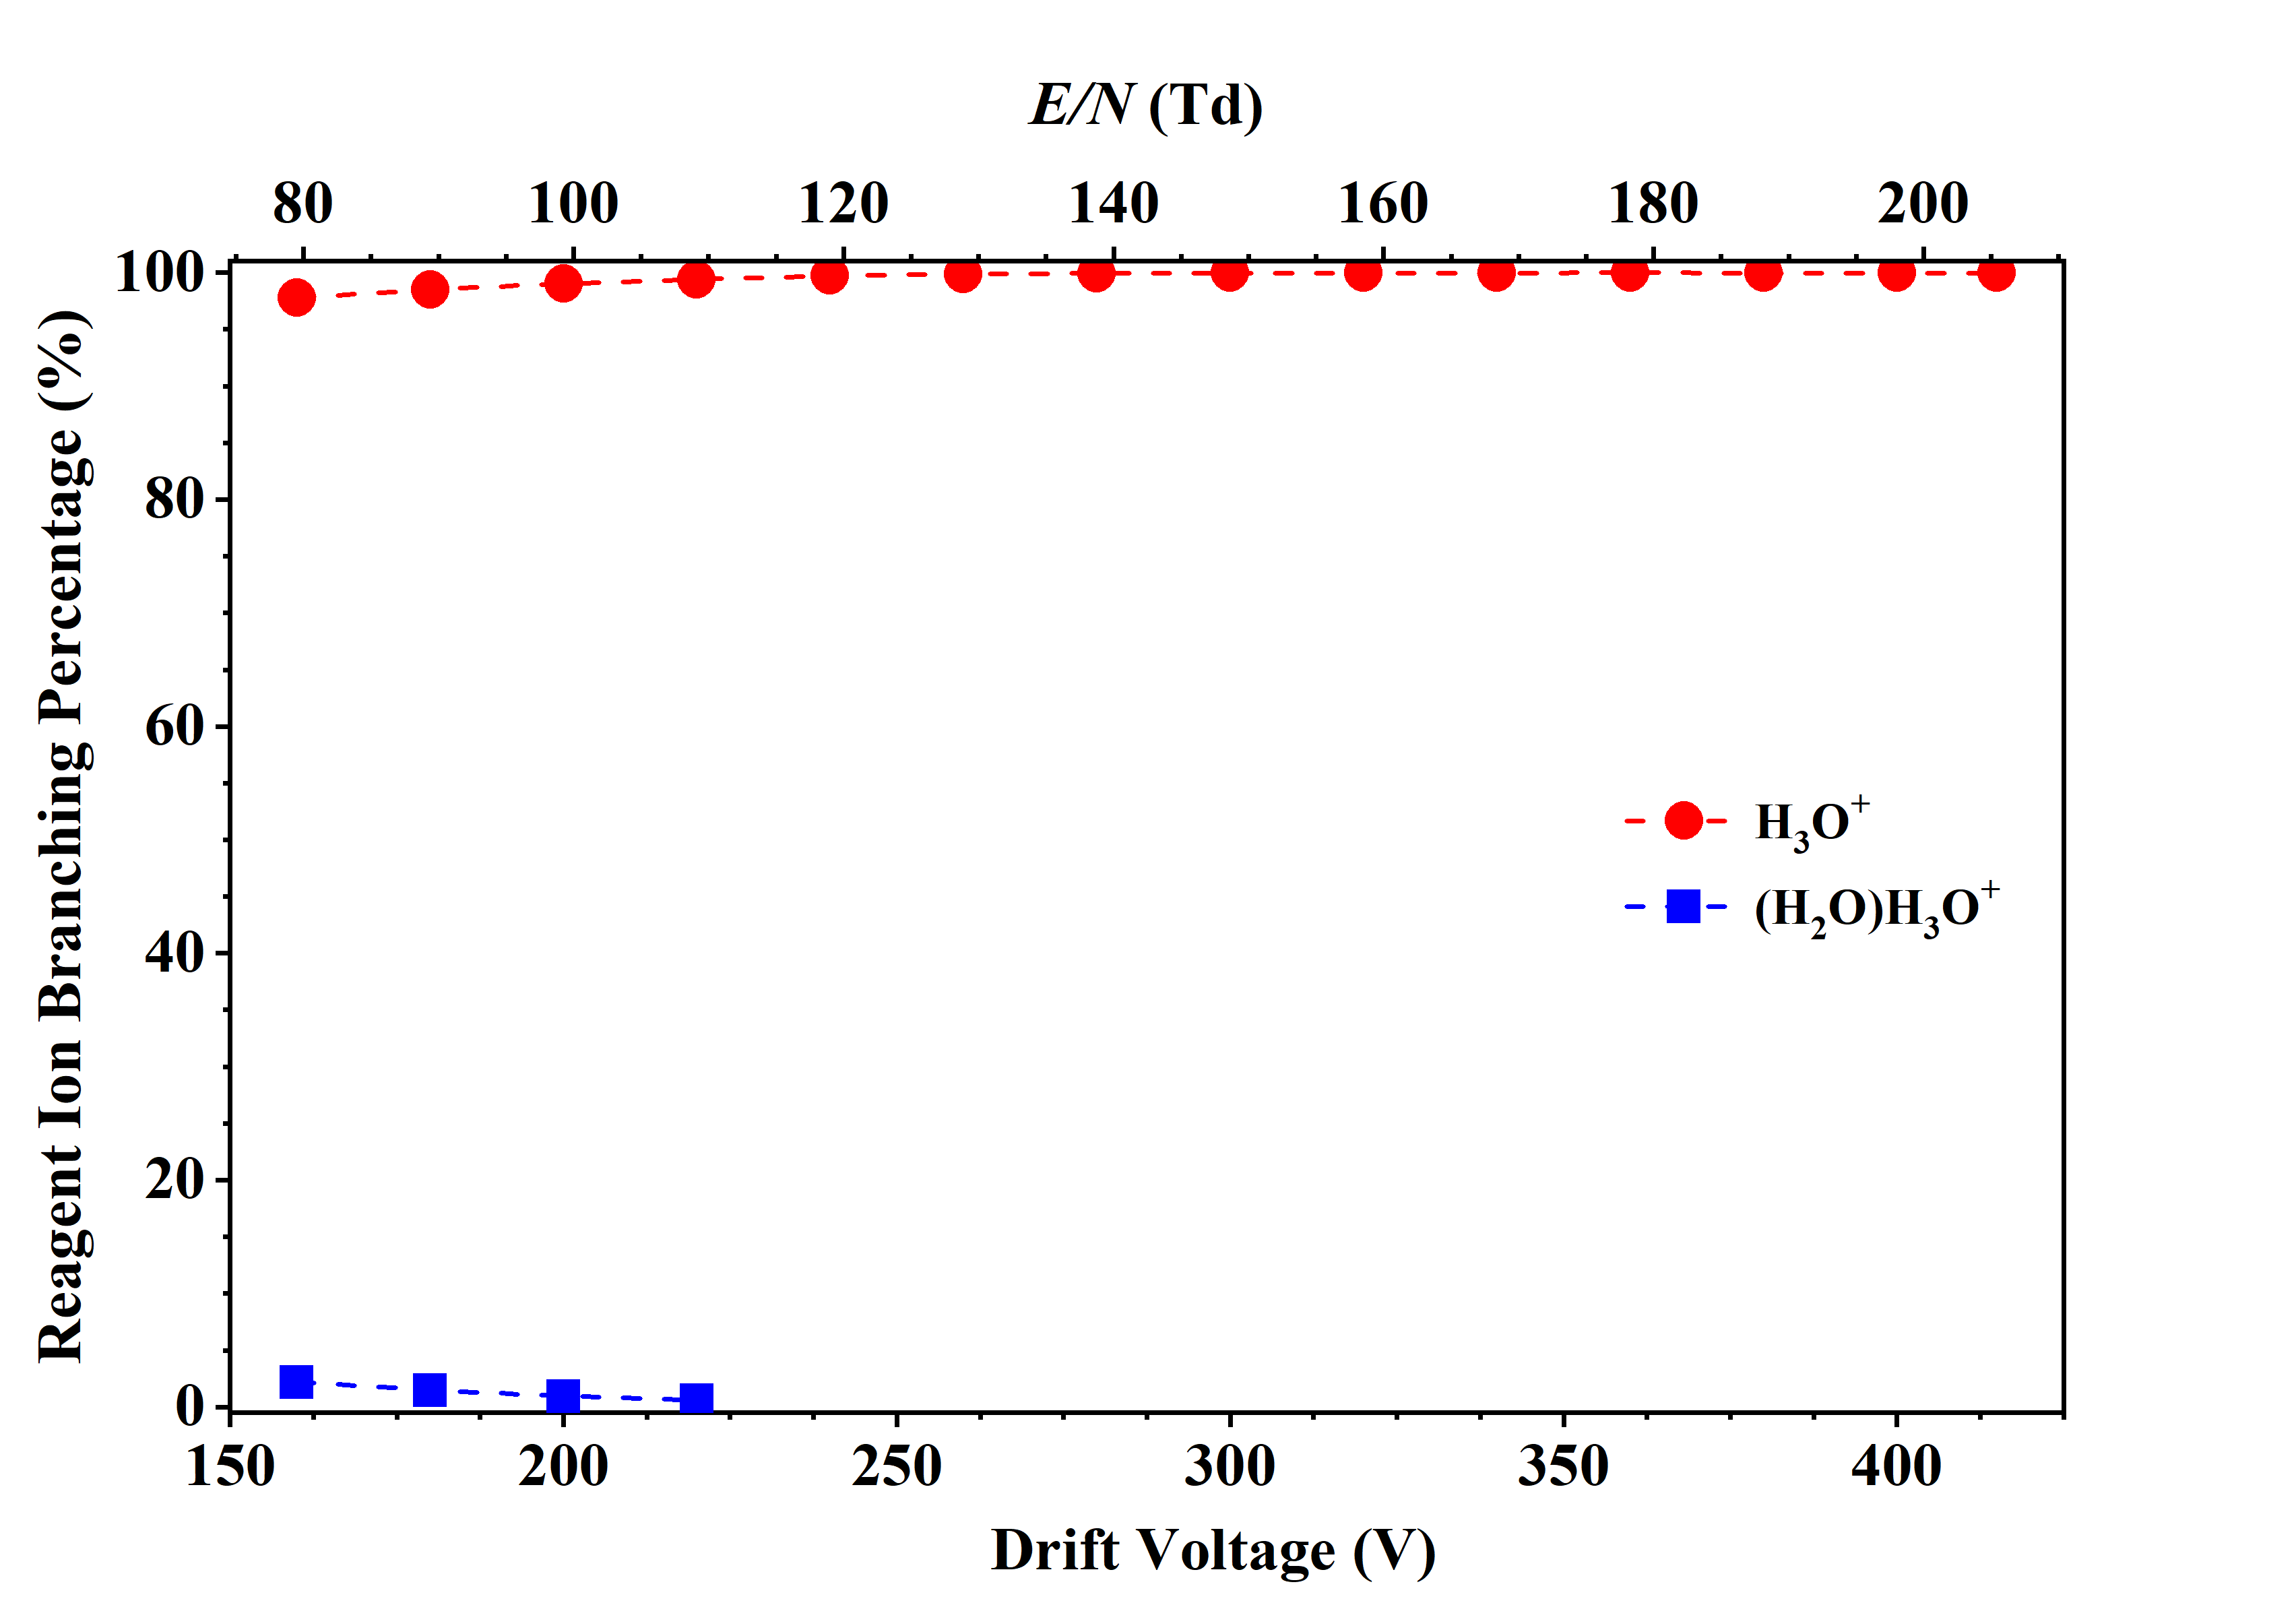 E/N (Td)
80 100 120 140 160 180 200
Reagent Ion Branching Percentage (%)
100
80
60
40
20
0
H₃O⁺
(H₂O)H₃O⁺
150 200 250 300 350 400
Drift Voltage (V)